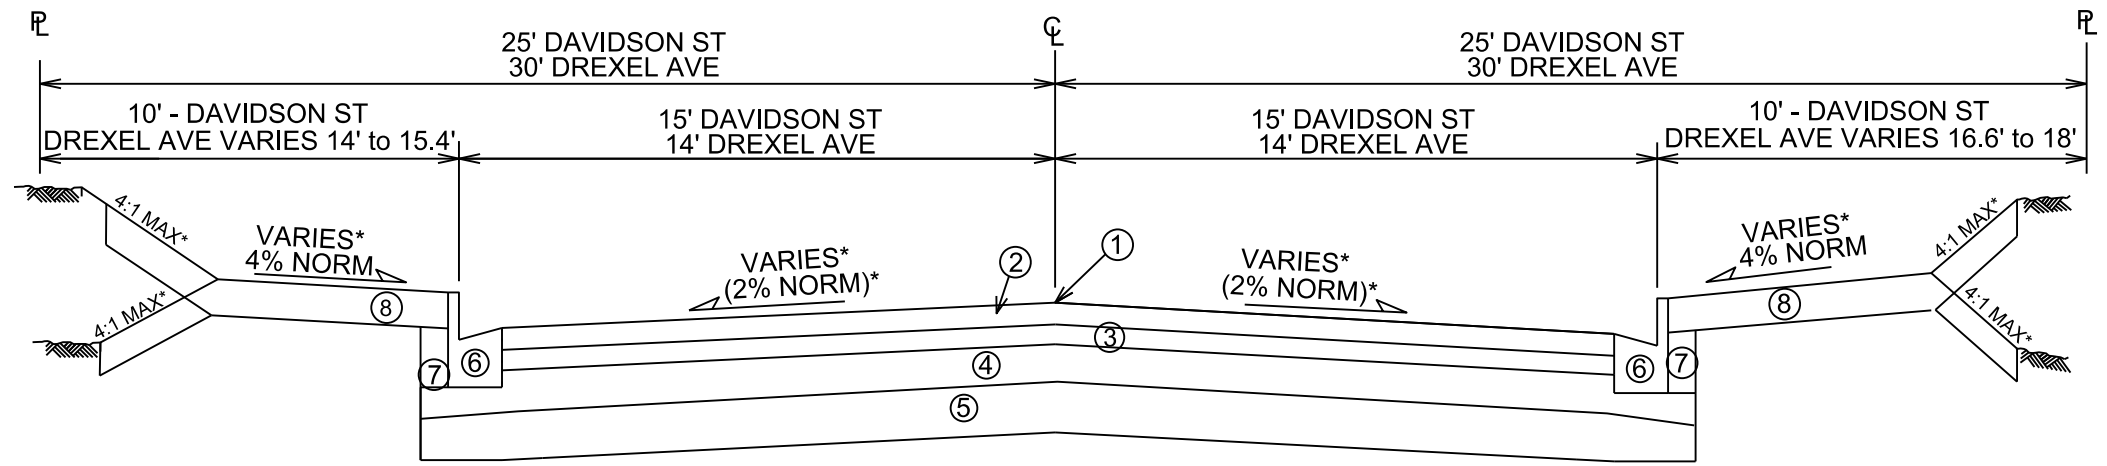 PL
CL
PL
25' DAVIDSON ST
30' DREXEL AVE
25' DAVIDSON ST
30' DREXEL AVE
10' - DAVIDSON ST
DREXEL AVE VARIES 14' to 15.4'
15' DAVIDSON ST
14' DREXEL AVE
15' DAVIDSON ST
14' DREXEL AVE
10' - DAVIDSON ST
DREXEL AVE VARIES 16.6' to 18'
4:1 MAX*
VARIES*
4% NORM
VARIES*
(2% NORM)*
2
1
VARIES*
(2% NORM)*
VARIES*
4% NORM
4:1 MAX*
4:1 MAX*
8
3
8
4:1 MAX*
7
6
4
6
7
5